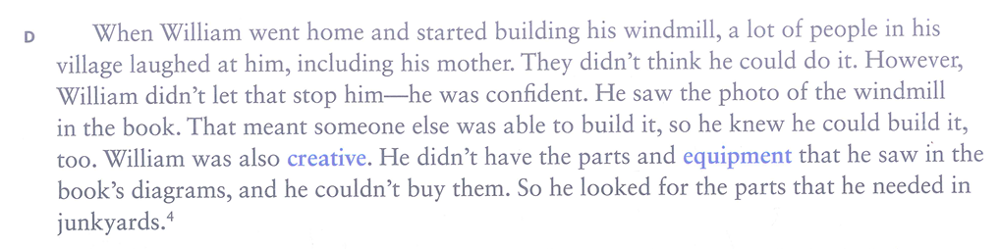 D When William went home and started building his windmill, a lot of people in his
village laughed at him, including his mother. They didn't think he could do it. However,
William didn't let that stop him—he was confident. He saw the photo of the windmill
in the book. That meant someone else was able to build it, so he knew he could build it,
too. William was also creative. He didn't have the parts and equipment that he saw in the
book's diagrams, and he couldn't buy them. So he looked for the parts that he needed in
junkyards.⁴